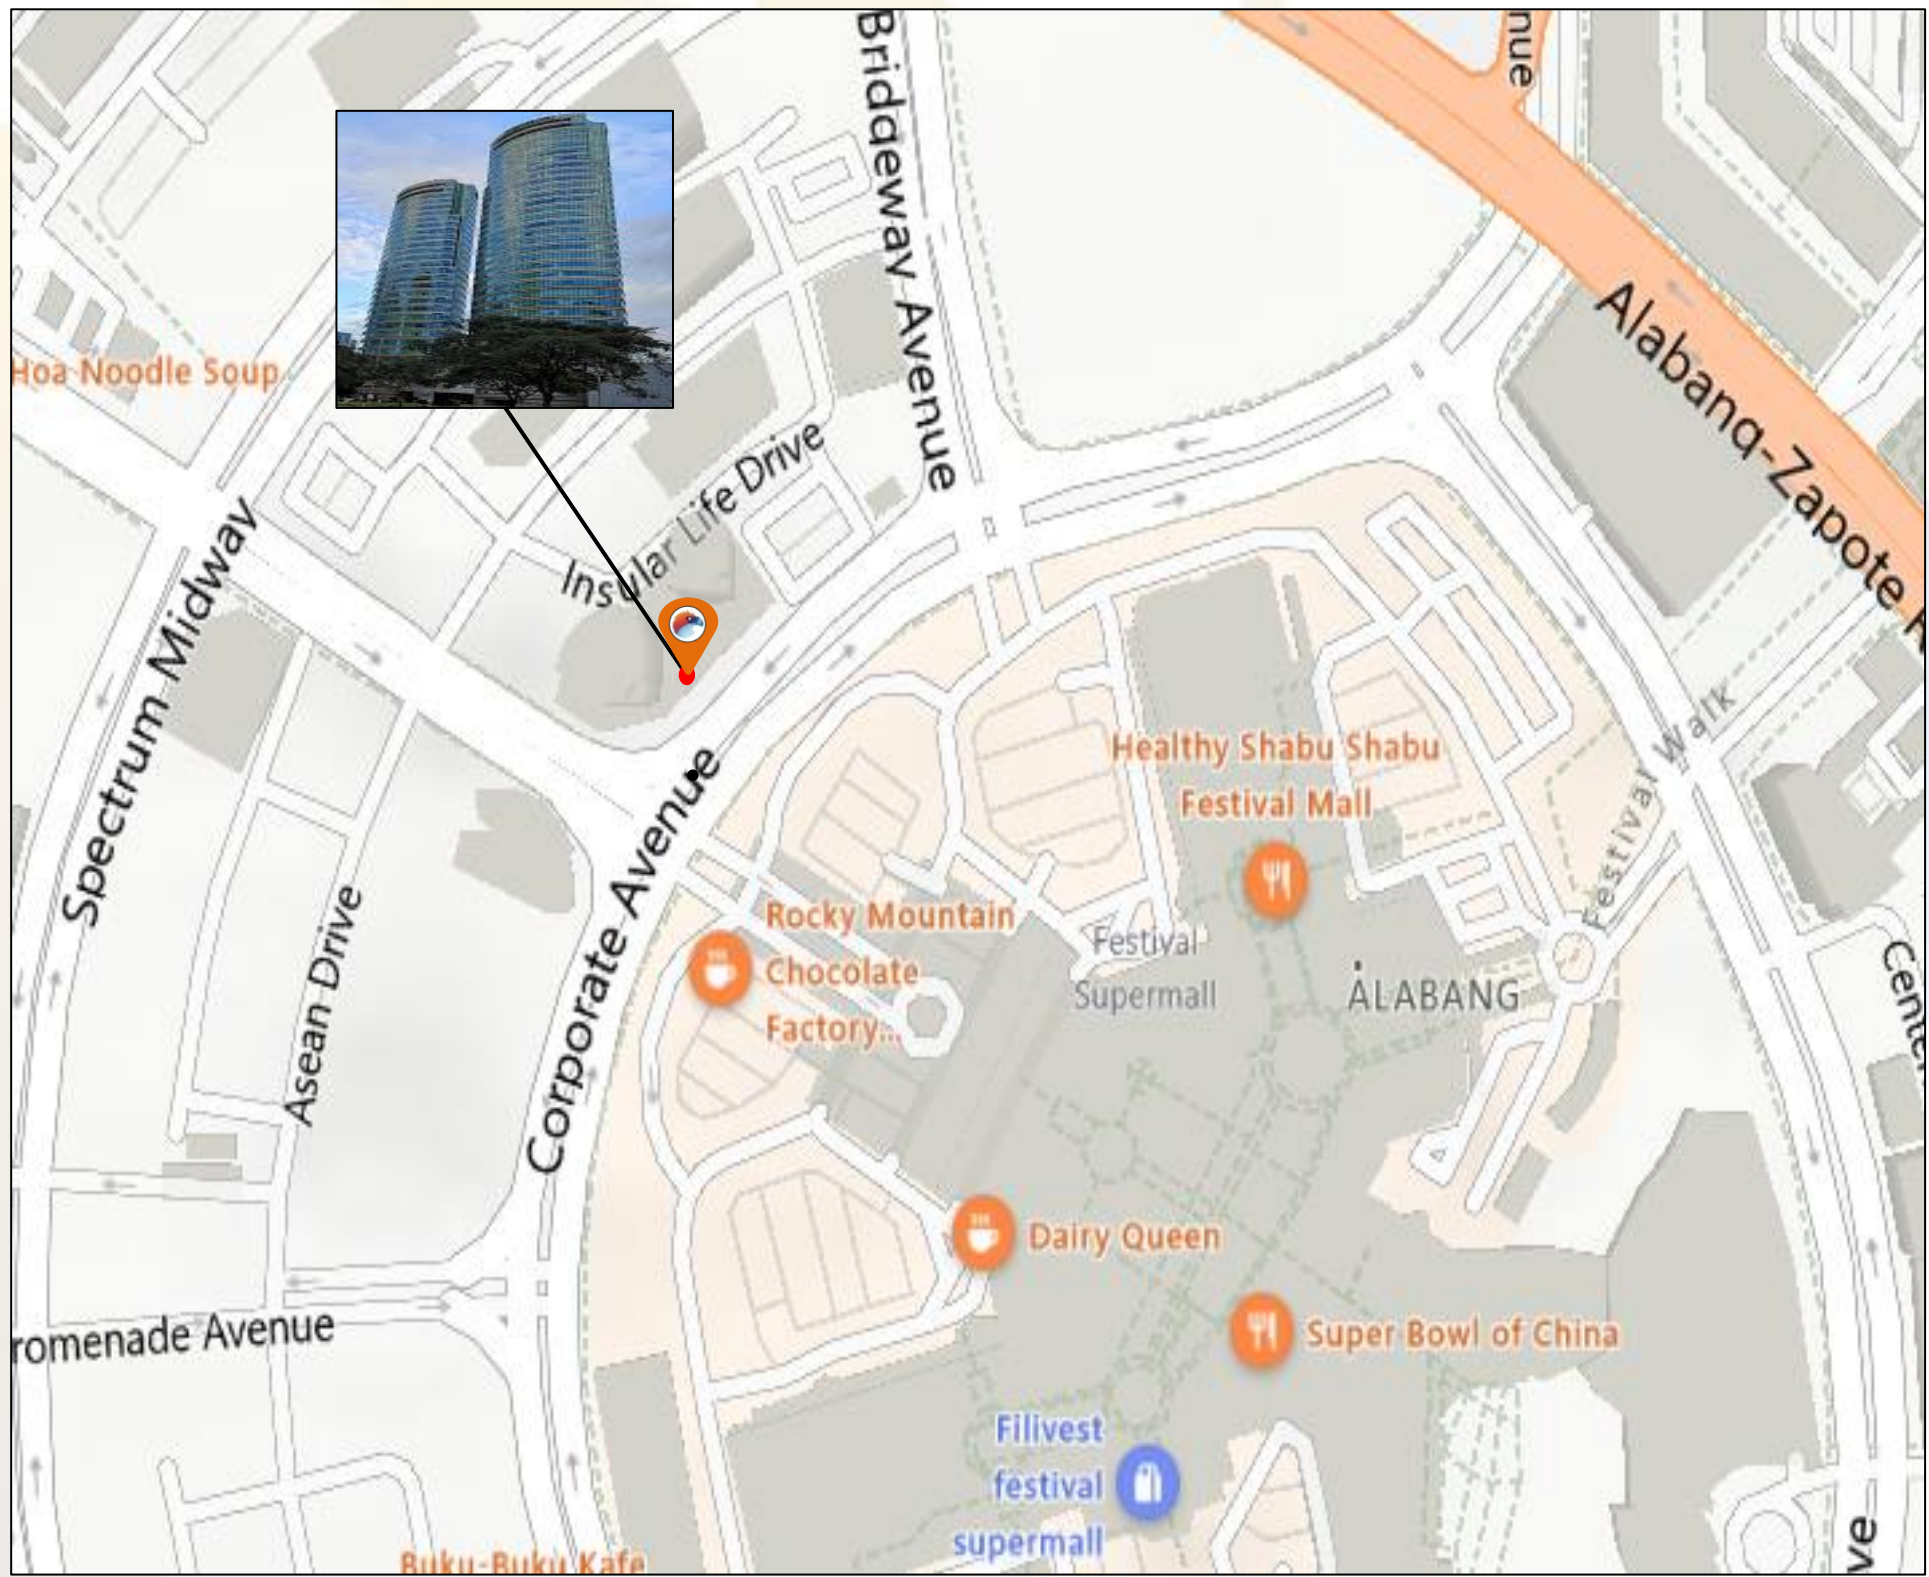 Bridgeway Avenue
nue
Alabang-Zapote R
Hoa Noodle Soup
Insular Life Drive
Spectrum Midway
Healthy Shabu Shabu
Festival Mall
Festival Walk
Corporate Avenue
Asean Drive
Rocky Mountain
Chocolate
Factory...
Festival
Supermall
ALABANG
Cente
Dairy Queen
romenade Avenue
Super Bowl of China
Filivest
festival
supermall
Buku-Buku Kafe
ve